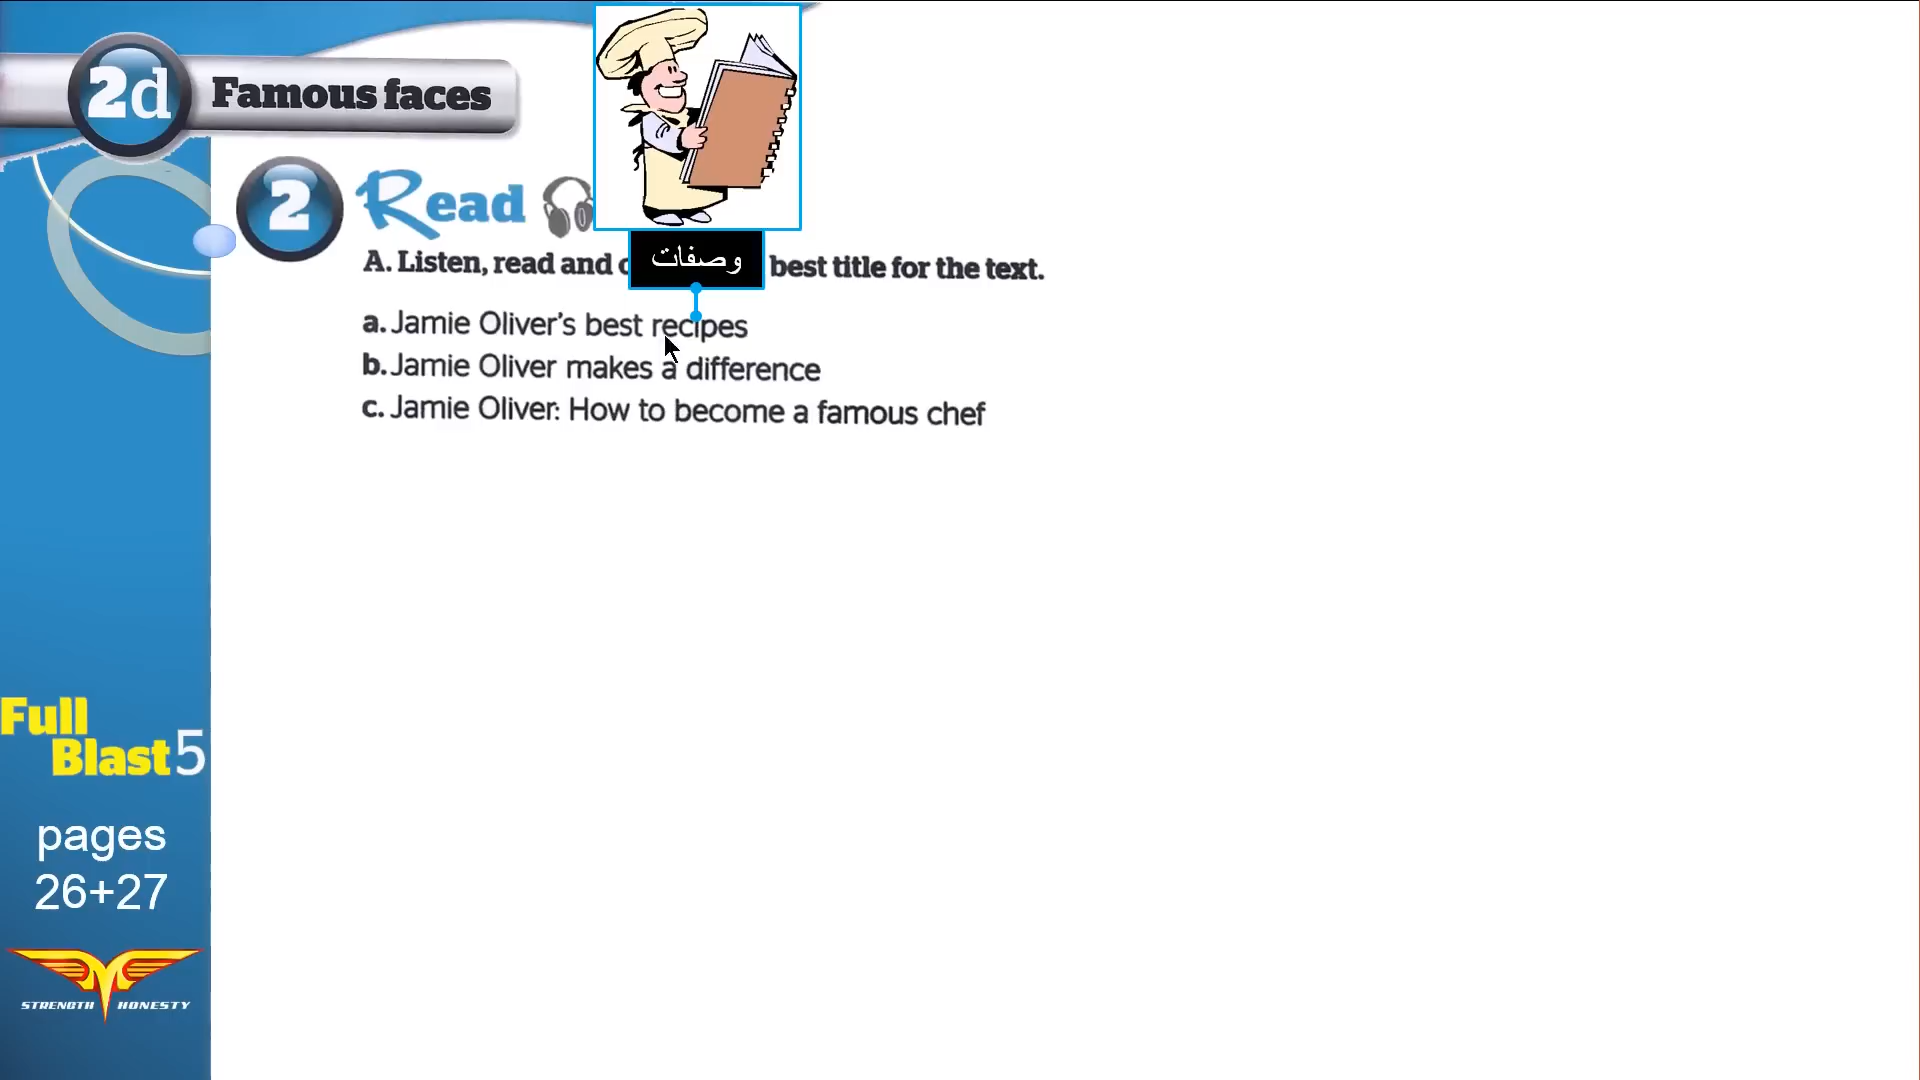 2d Famous faces
2 Read
وصفات
A. Listen, read and best title for the text.
a. Jamie Oliver's best recipes
b. Jamie Oliver makes a difference
c. Jamie Oliver: How to become a famous chef
Full
Blast 5
pages
26+27
STRENGTH HONESTY